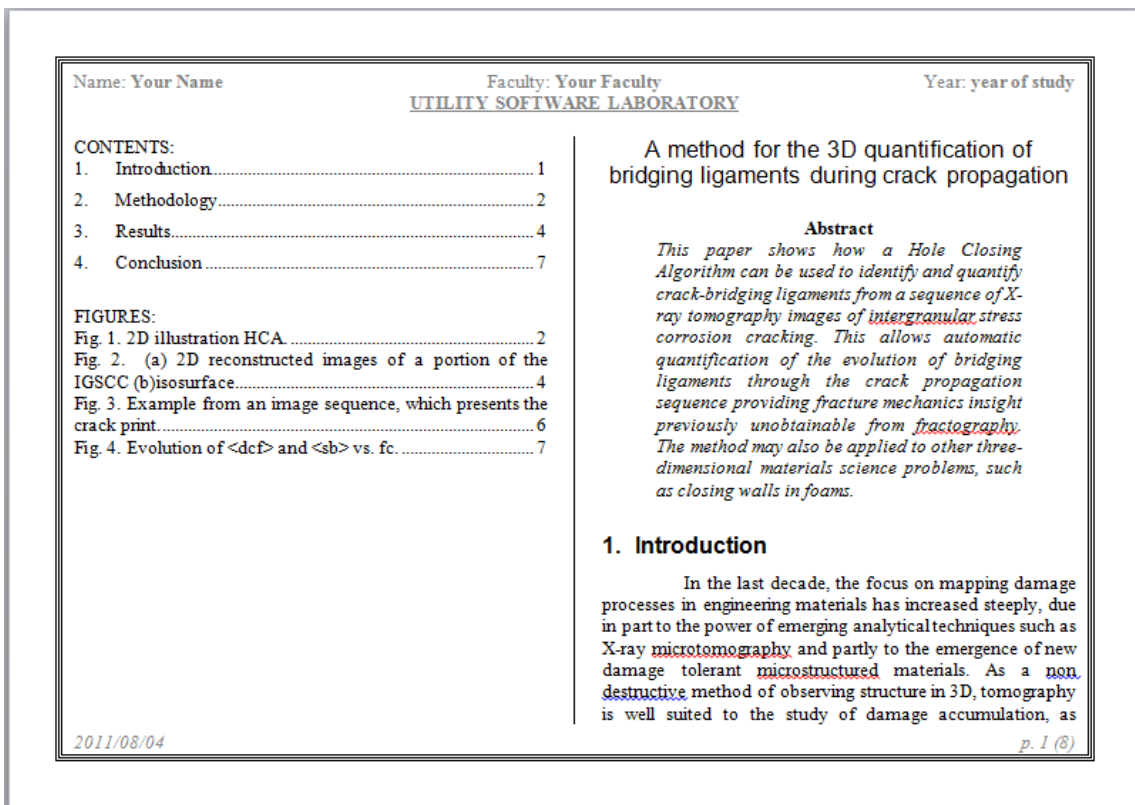 Name: Your Name Faculty: Your Faculty Year: year of study
UTILITY SOFTWARE LABORATORY
CONTENTS:
1. Introduction.......................................................................... 1
2. Methodology......................................................................... 2
3. Results................................................................................... 4
4. Conclusion ............................................................................ 7
FIGURES:
Fig. 1. 2D illustration HCA. ......................................................... 2
Fig. 2. (a) 2D reconstructed images of a portion of the
IGSCC (b)isosurface..................................................................... 4
Fig. 3. Example from an image sequence, which presents the
crack print..................................................................................... 6
Fig. 4. Evolution of <dcf> and <sb> vs. fc. ................................ 7
A method for the 3D quantification of
bridging ligaments during crack propagation
Abstract
This paper shows how a Hole Closing
Algorithm can be used to identify and quantify
crack-bridging ligaments from a sequence of X-
ray tomography images of intergranular stress
corrosion cracking. This allows automatic
quantification of the evolution of bridging
ligaments through the crack propagation
sequence providing fracture mechanics insight
previously unobtainable from fractography.
The method may also be applied to other three-
dimensional materials science problems, such
as closing walls in foams.
1. Introduction
In the last decade, the focus on mapping damage
processes in engineering materials has increased steeply, due
in part to the power of emerging analytical techniques such as
X-ray microtomography and partly to the emergence of new
damage tolerant microstructured materials. As a non
destructive method of observing structure in 3D, tomography
is well suited to the study of damage accumulation, as
2011/08/04 p. 1 (8)